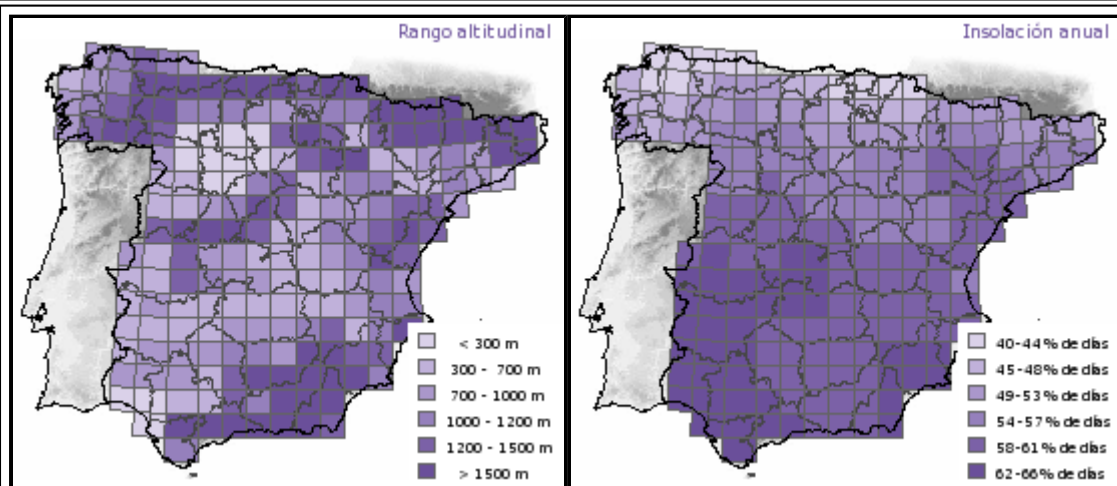 Rango altitudinal
< 300 m
300 - 700 m
700 - 1000 m
1000 - 1200 m
1200 - 1500 m
> 1500 m
Insolación anual
40-44% de días
45-48% de días
49-53% de días
54-57% de días
58-61% de días
62-66% de días